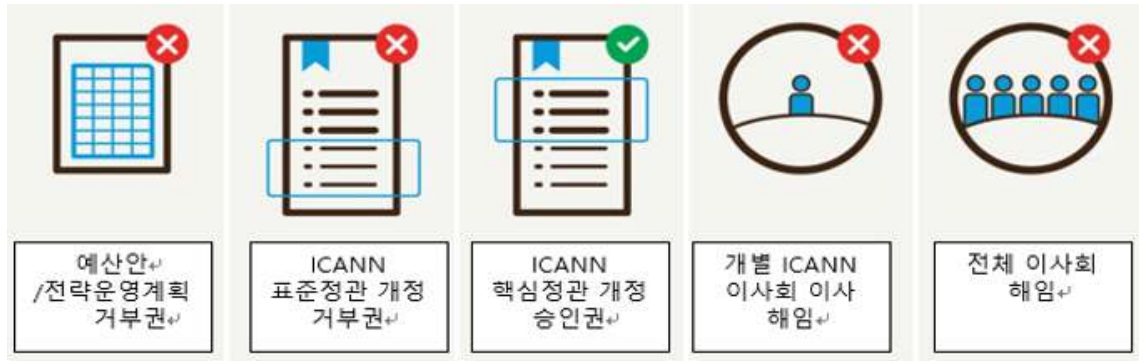 예산안↵
/전략운영계획
거부권↵
ICANN
표준정관 개정
거부권↵
ICANN
핵심정관 개정
승인권↵
개별 ICANN
이사회 이사
해임↵
전체 이사회
해임↵